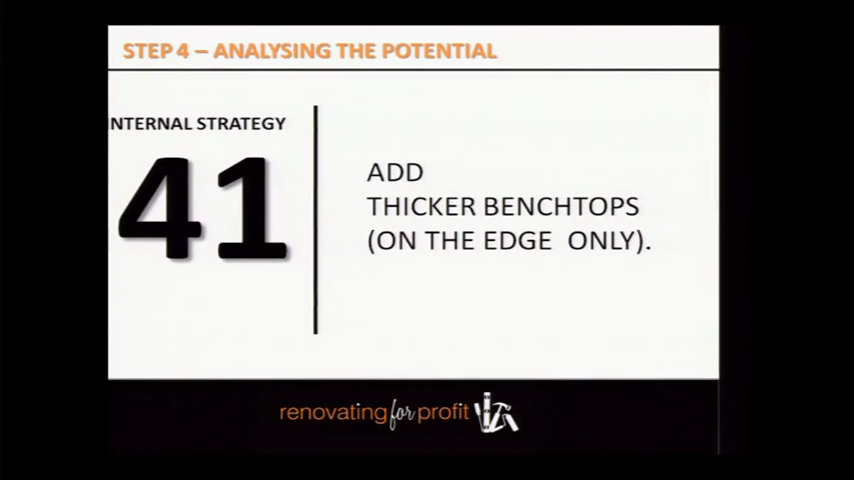 STEP 4 – ANALYSING THE POTENTIAL
NTERNAL STRATEGY
41
ADD
THICKER BENCHTOPS
(ON THE EDGE ONLY).
renovating for profit